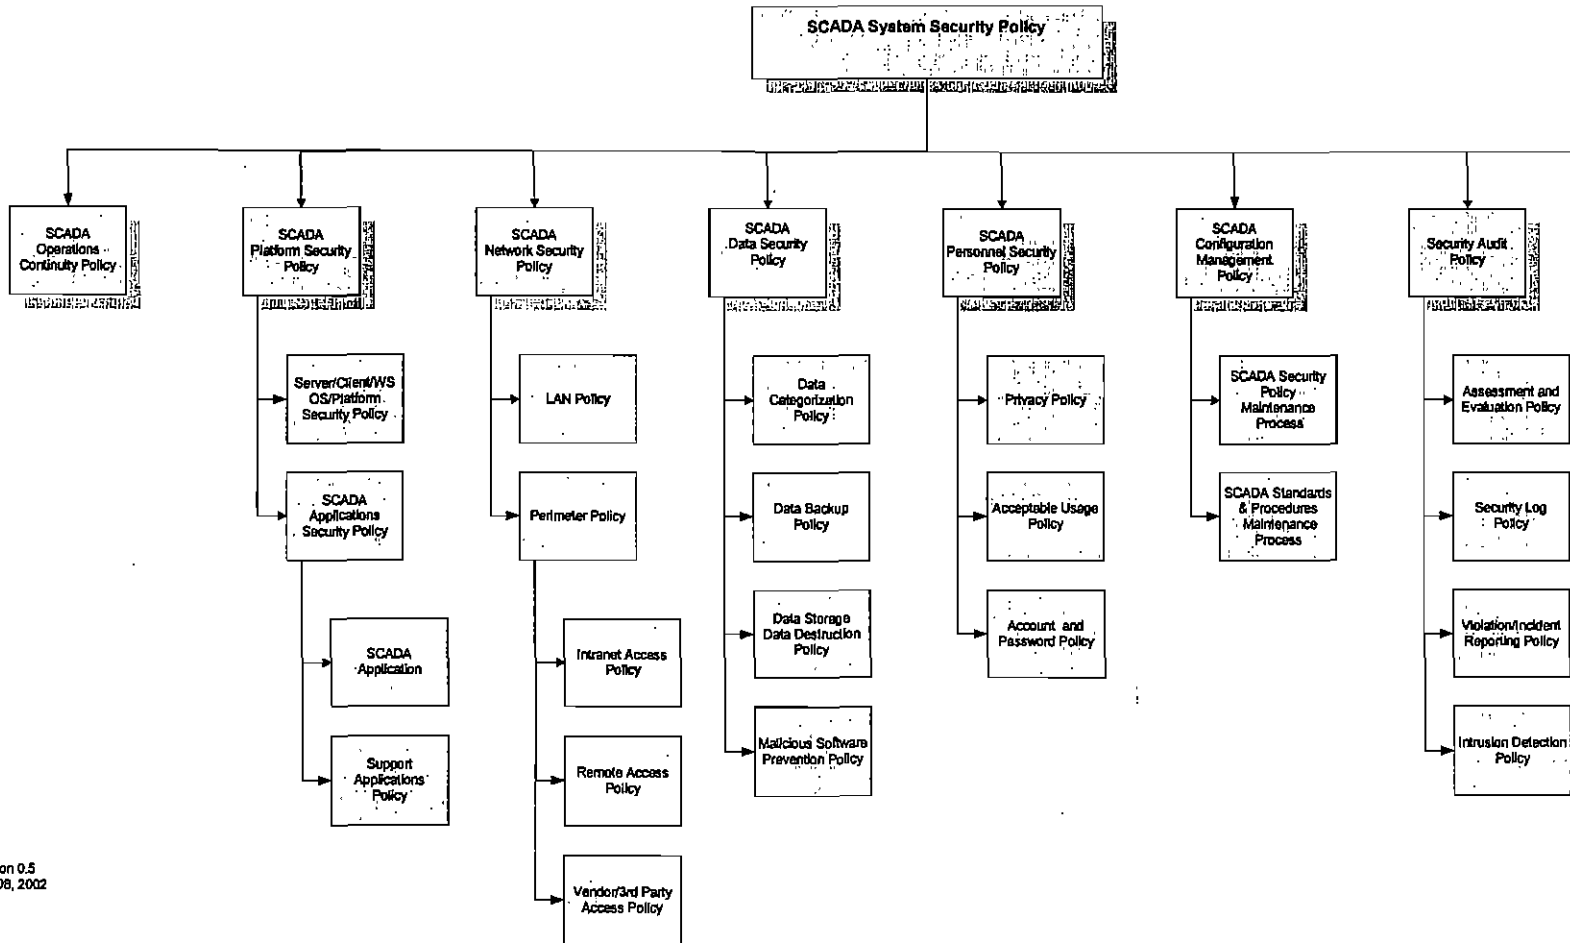 SCADA System Security Policy
SCADA
Operations
Continuity Policy
SCADA
Platform Security
Policy
SCADA
Network Security
Policy
SCADA
Data Security
Policy
SCADA
Personnel Security
Policy
SCADA
Configuration
Management
Policy
Security Audit
Policy
Server/Client/WS
OS/Platform
Security Policy
LAN Policy
Data
Categorization
Policy
Privacy Policy
SCADA Security
Policy
Maintenance
Process
Assessment and
Evaluation Policy
SCADA
Applications
Security Policy
Perimeter Policy
Data Backup
Policy
Acceptable Usage
Policy
SCADA Standards
& Procedures
Maintenance
Process
Security Log
Policy
SCADA
Application
Intranet Access
Policy
Data Storage
Data Destruction
Policy
Account and
Password Policy
Violation/Incident
Reporting Policy
Support
Applications
Policy
Remote Access
Policy
Malicious Software
Prevention Policy
Intrusion Detection
Policy
Vendor/3rd Party
Access Policy
on 0.5
08, 2002